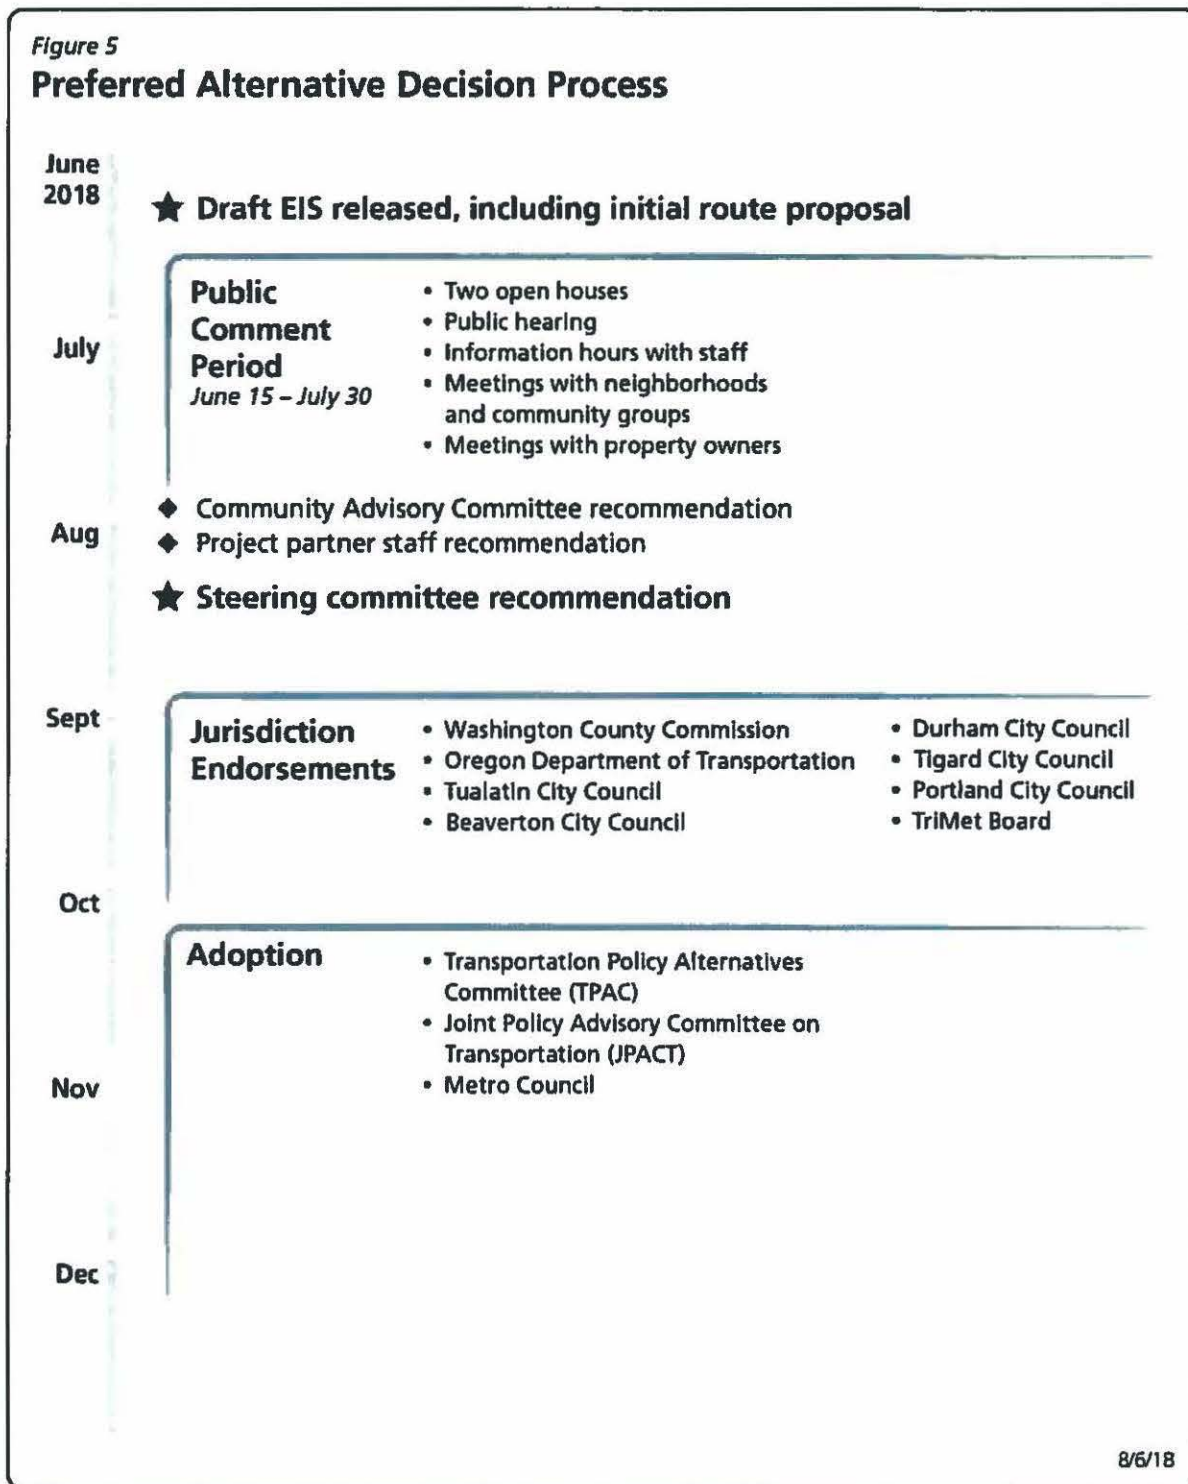 Figure 5
Preferred Alternative Decision Process
June
2018
★ Draft EIS released, including initial route proposal
Public
Comment
Period
June 15 – July 30
• Two open houses
• Public hearing
• Information hours with staff
• Meetings with neighborhoods
and community groups
• Meetings with property owners
July
◆ Community Advisory Committee recommendation
Aug
◆ Project partner staff recommendation
★ Steering committee recommendation
Sept
Jurisdiction
Endorsements
• Washington County Commission
• Oregon Department of Transportation
• Tualatin City Council
• Beaverton City Council
• Durham City Council
• Tigard City Council
• Portland City Council
• TriMet Board
Oct
Adoption
• Transportation Policy Alternatives
Committee (TPAC)
• Joint Policy Advisory Committee on
Transportation (JPACT)
• Metro Council
Nov
Dec
8/6/18